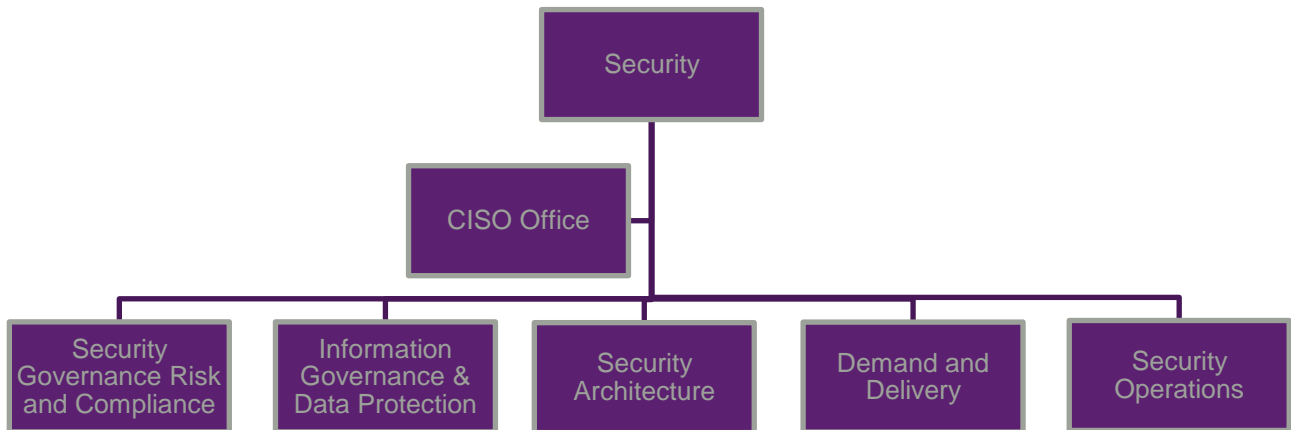 Security
CISO Office
Security
Governance Risk
and Compliance
Information
Governance &
Data Protection
Security
Architecture
Demand and
Delivery
Security
Operations